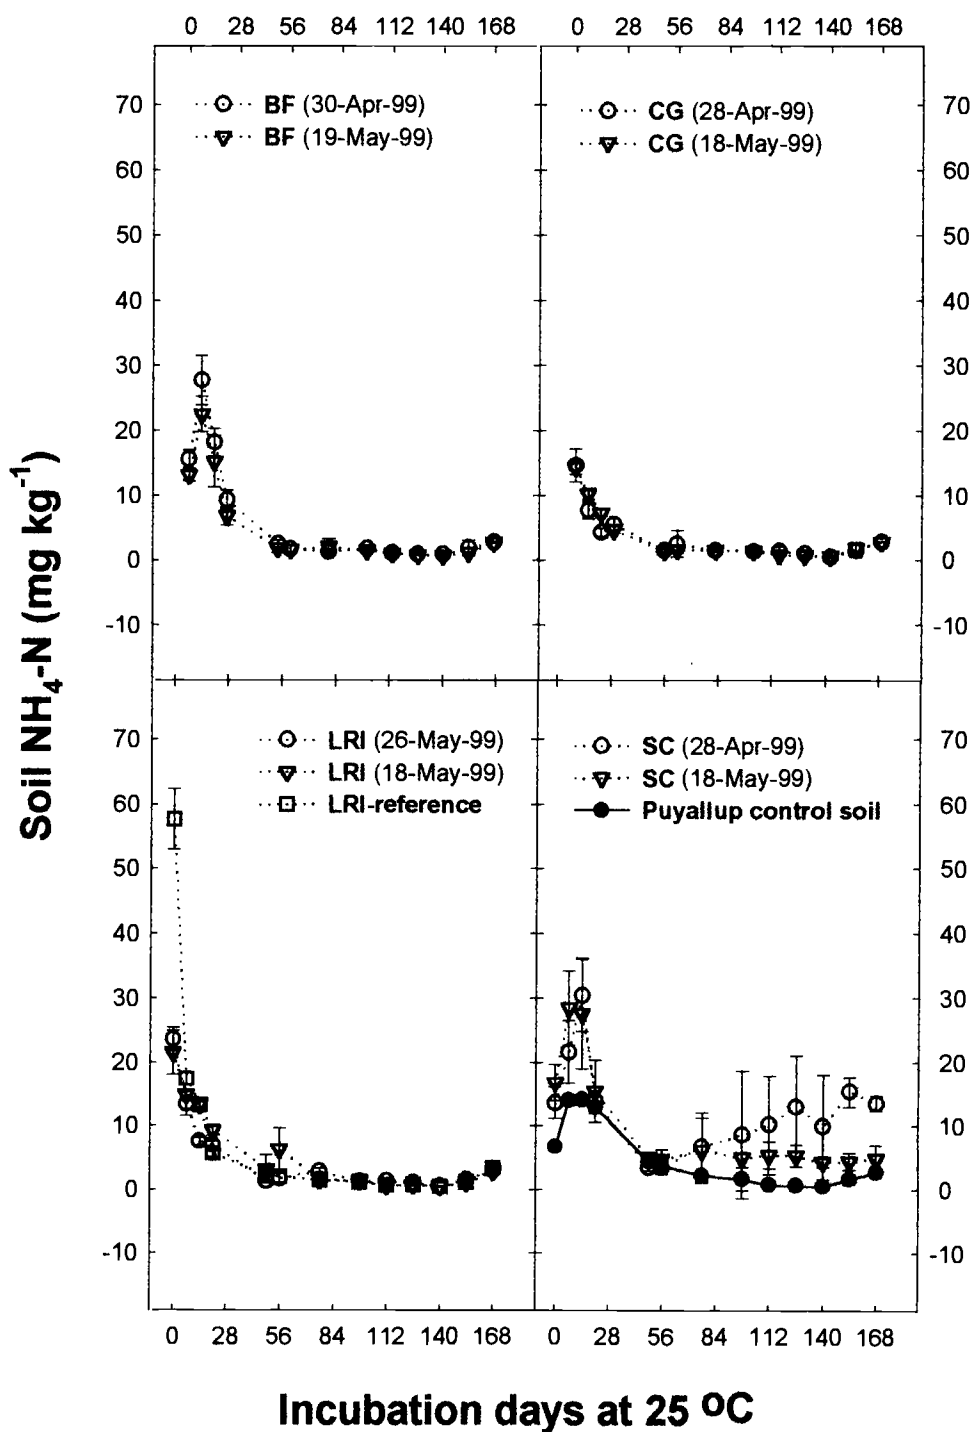 0 28 56 84 112 140 168 0 28 56 84 112 140 168
BF (30-Apr-99)
BF (19-May-99)
CG (28-Apr-99)
CG (18-May-99)
70 70
60 60
50 50
40 40
30 30
20 20
10 10
0 0
-10 -10
Soil NH₄-N (mg kg⁻¹)
LRI (26-May-99)
LRI (18-May-99)
LRI-reference
SC (28-Apr-99)
SC (18-May-99)
Puyallup control soil
70 70
60 60
50 50
40 40
30 30
20 20
10 10
0 0
-10 -10
0 28 56 84 112 140 168 0 28 56 84 112 140 168
Incubation days at 25 ºC